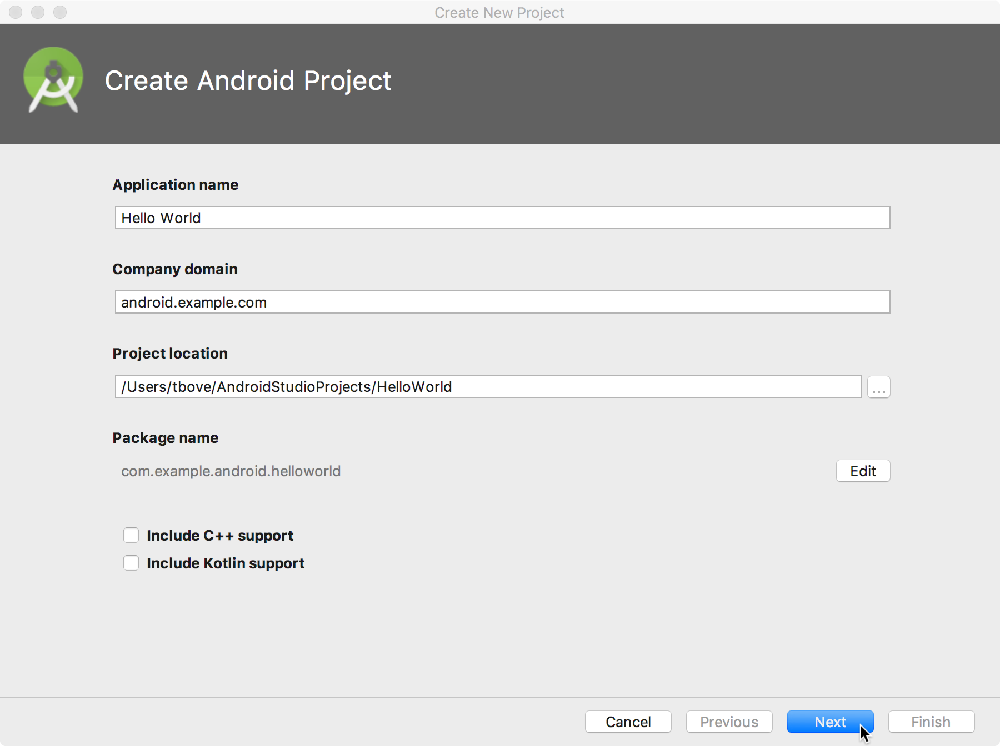 Create New Project
Create Android Project
Application name
Hello World
Company domain
android.example.com
Project location
/Users/tbove/AndroidStudioProjects/HelloWorld
...
Package name
com.example.android.helloworld
Edit
Include C++ support
Include Kotlin support
Cancel Previous Next Finish